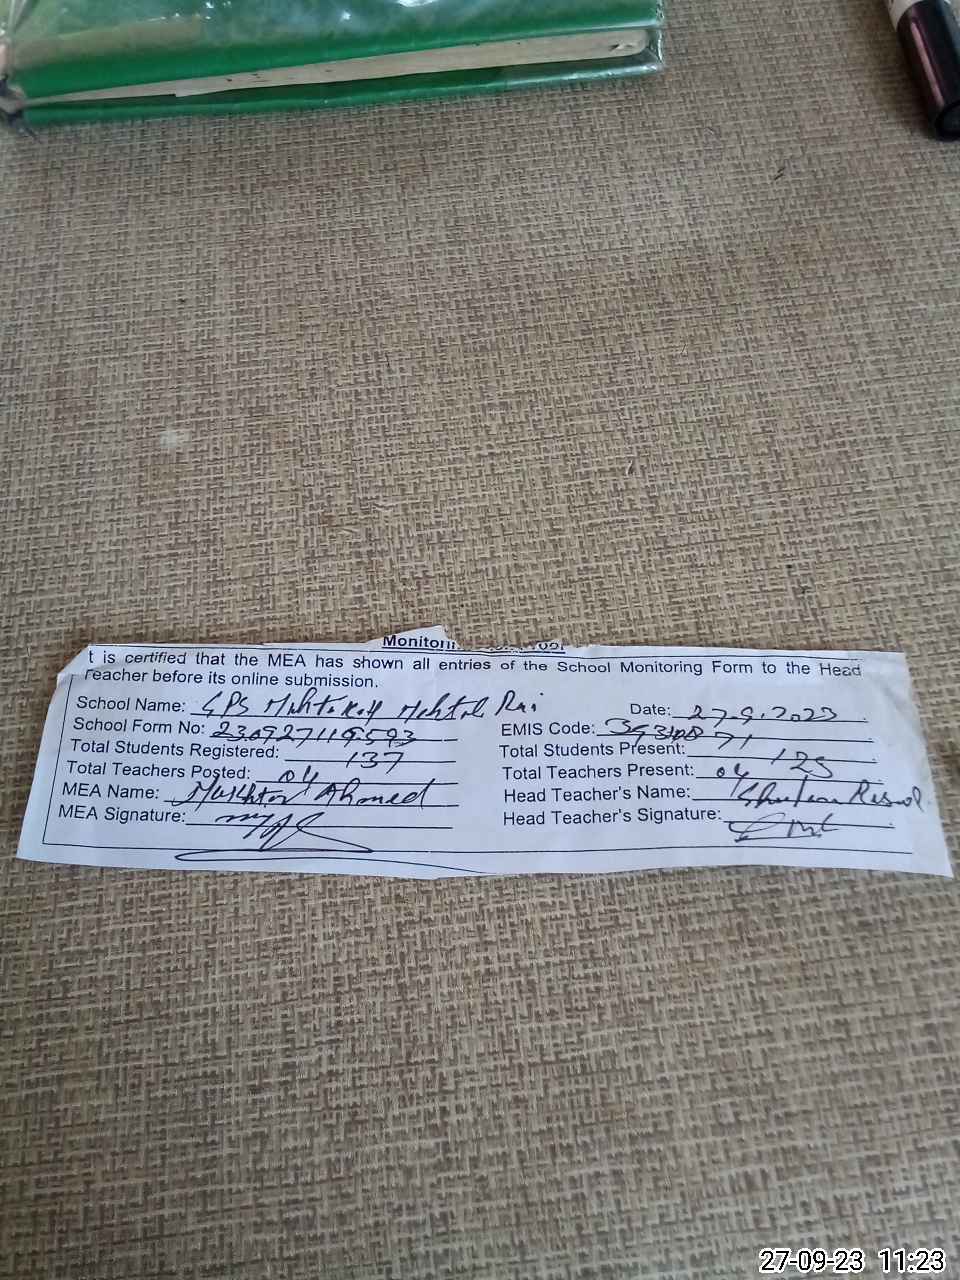 Monitori
t is certified that the MEA has shown all entries of the School Monitoring Form to the Head
Teacher before its online submission.
School Name: GPS
Date: 27.9.2023
School Form No:
EMIS Code:
Total Students Registered: 137
Total Students Present: 125
Total Teachers Posted: 04
Total Teachers Present: 04
MEA Name: Mukhtar Ahmed
Head Teacher's Name: Rasool
MEA Signature:
Head Teacher's Signature:
27-09-23 11:23